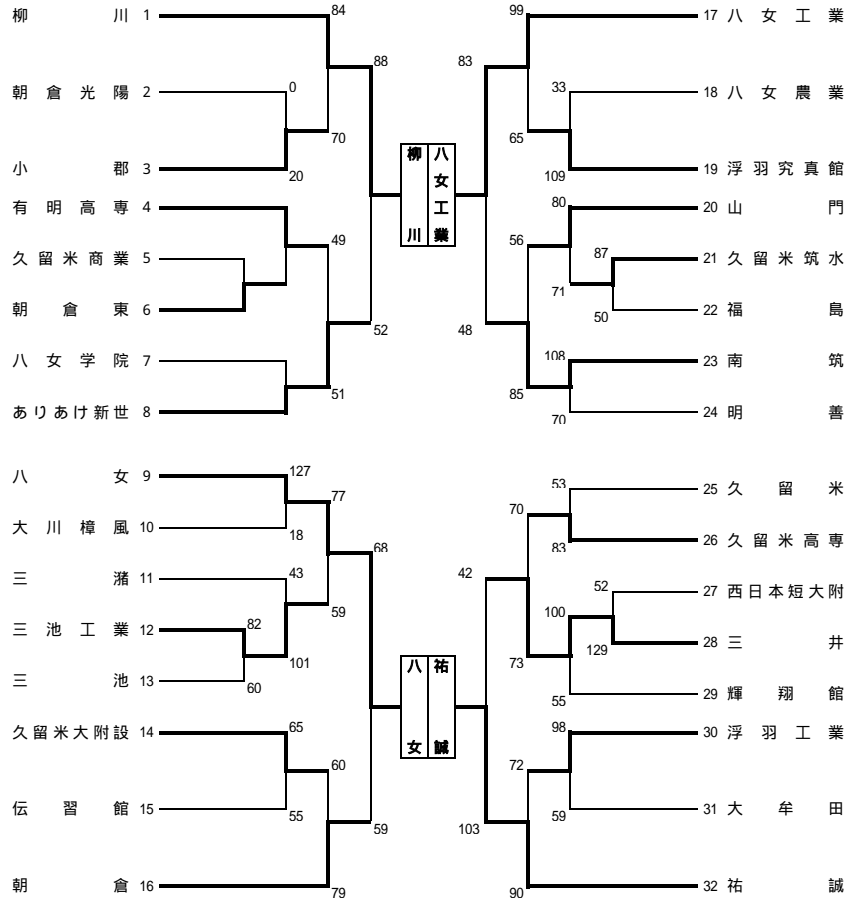 柳川 1
84
88
朝倉光陽 2
0
70
小郡 3
20
有明高専 4
49
久留米商業 5
朝倉東 6
52
八女学院 7
51
ありあけ新世 8
柳川
八女工業
99
17 八女工業
83
33
18 八女農業
65
109
19 浮羽究真館
80
20 山門
56
87
21 久留米筑水
71
50
22 福島
48
108
23 南筑
85
70
24 明善
八女 9
127
77
大川樟風 10
18
68
三潴 11
43
59
三池工業 12
82
101
三池 13
60
久留米大附設 14
65
60
伝習館 15
55
59
朝倉 16
79
八女
祐誠
53
25 久留米
70
83
26 久留米高専
42
52
27 西日本短大附
100
129
28 三井
73
55
29 輝翔館
98
30 浮羽工業
72
59
31 大牟田
103
90
32 祐誠